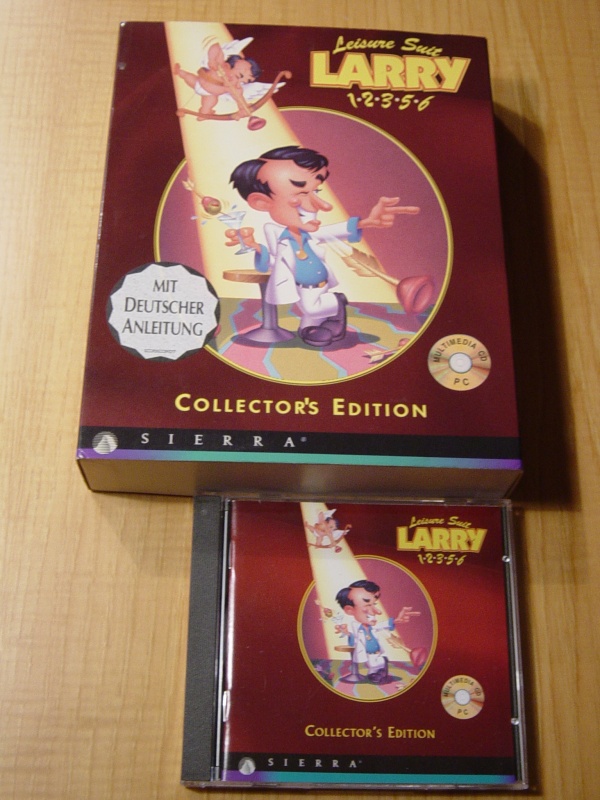 Leisure Suit
LARRY
1·2·3·5·6
MIT
DEUTSCHER
ANLEITUNG
MULTIMEDIA CD
PC
COLLECTOR'S EDITION
SIERRA®
Leisure Suit
LARRY
1·2·3·5·6
MULTIMEDIA CD
PC
COLLECTOR'S EDITION
SIERRA